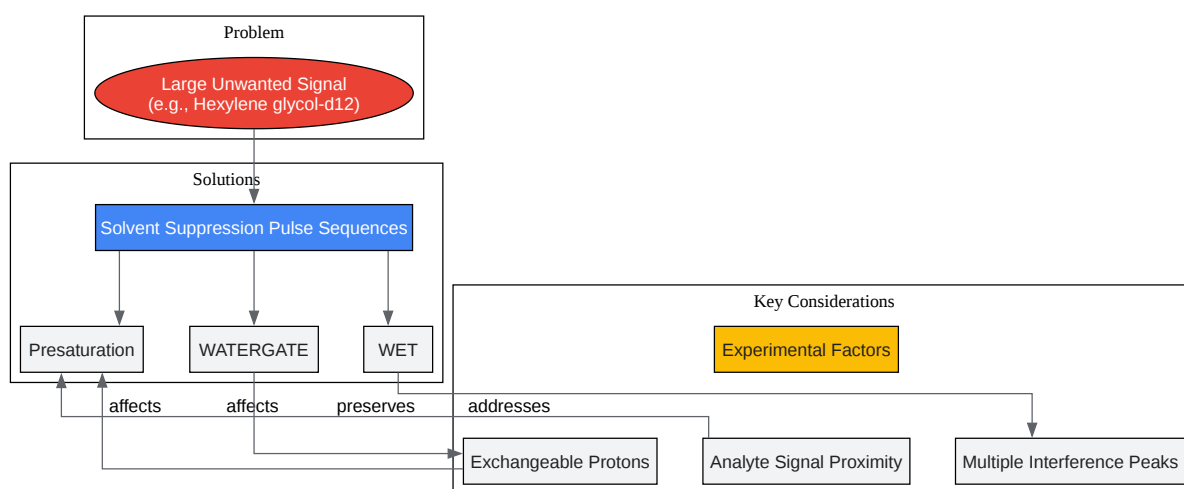 Problem
Large Unwanted Signal
(e.g., Hexylene glycol-d12)
Solutions
Solvent Suppression Pulse Sequences
Key Considerations
Presaturation
WATERGATE
WET
Experimental Factors
affects
affects
preserves
addresses
Exchangeable Protons
Analyte Signal Proximity
Multiple Interference Peaks